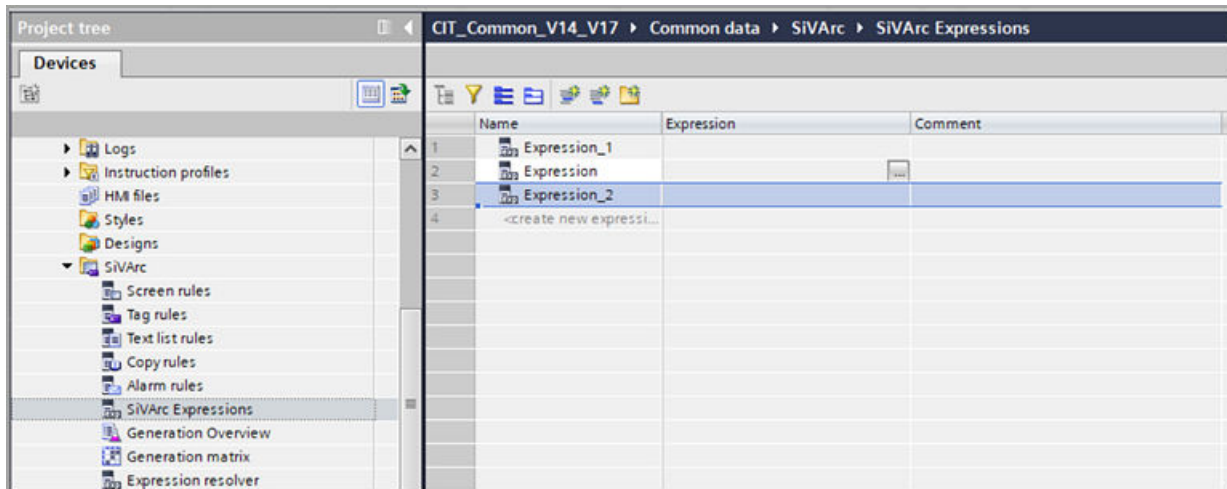 Project tree
CIT_Common_V14_V17 ▸ Common data ▸ SiVArc ▸ SiVArc Expressions
Devices
Name Expression Comment
Logs
Instruction profiles
HMI files
Styles
Designs
SiVArc
Screen rules
Tag rules
Text list rules
Copy rules
Alarm rules
SiVArc Expressions
Generation Overview
Generation matrix
Expression resolver
1 Expression_1
2 Expression ...
3 Expression_2
4 <create new expressi...